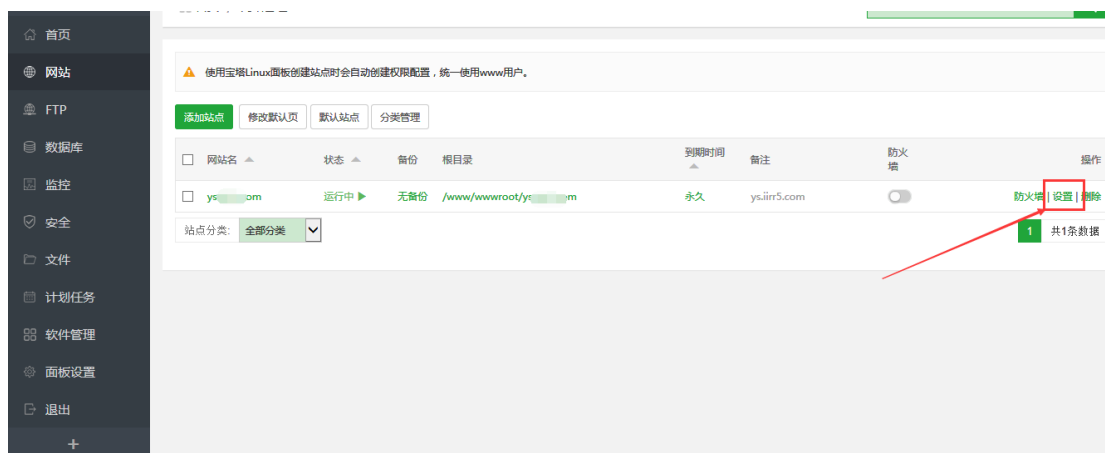 首页
网站
FTP
数据库
监控
安全
文件
计划任务
软件管理
面板设置
退出
+
使用宝塔Linux面板创建站点时会自动创建权限配置，统一使用www用户。
添加站点 修改默认页 默认站点 分类管理
网站名 状态 备份 根目录 到期时间 备注 防火墙 操作
ys om 运行中 无备份 /www/wwwroot/ys m 永久 ys.iirr5.com 防火墙 | 设置 | 删除
站点分类: 全部分类 1 共1条数据